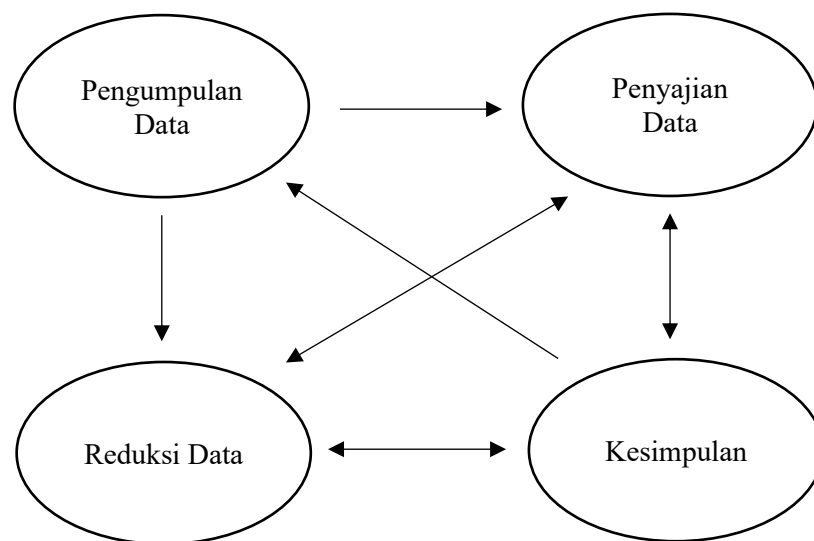 Pengumpulan
Data
Penyajian
Data
Reduksi Data
Kesimpulan